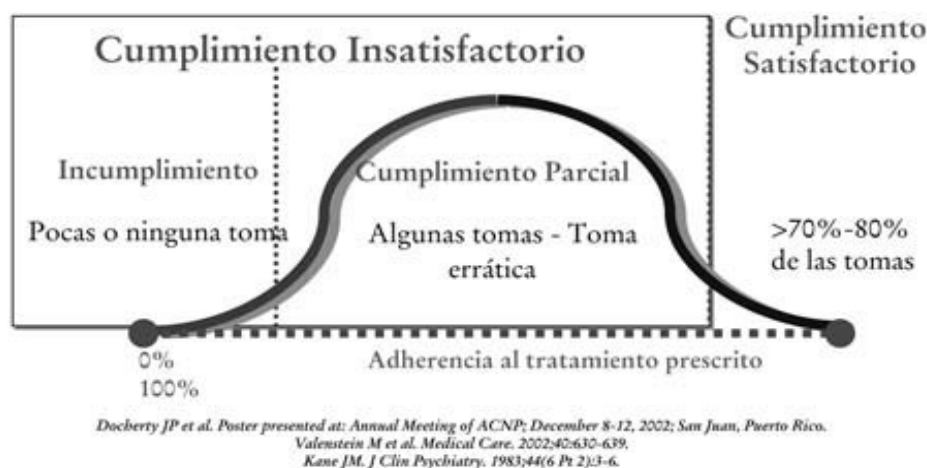 Cumplimiento Insatisfactorio
Cumplimiento
Satisfactorio
Incumplimiento
Cumplimiento Parcial
Pocas o ninguna toma
Algunas tomas - Toma
errática
>70%-80%
de las tomas
0%
100%
Adherencia al tratamiento prescrito
Docherty JP et al. Poster presented at: Annual Meeting of ACNP; December 8-12, 2002; San Juan, Puerto Rico.
Valenstein M et al. Medical Care. 2002;40:630-639.
Kane JM. J Clin Psychiatry. 1983;44(6 Pt 2):3-6.